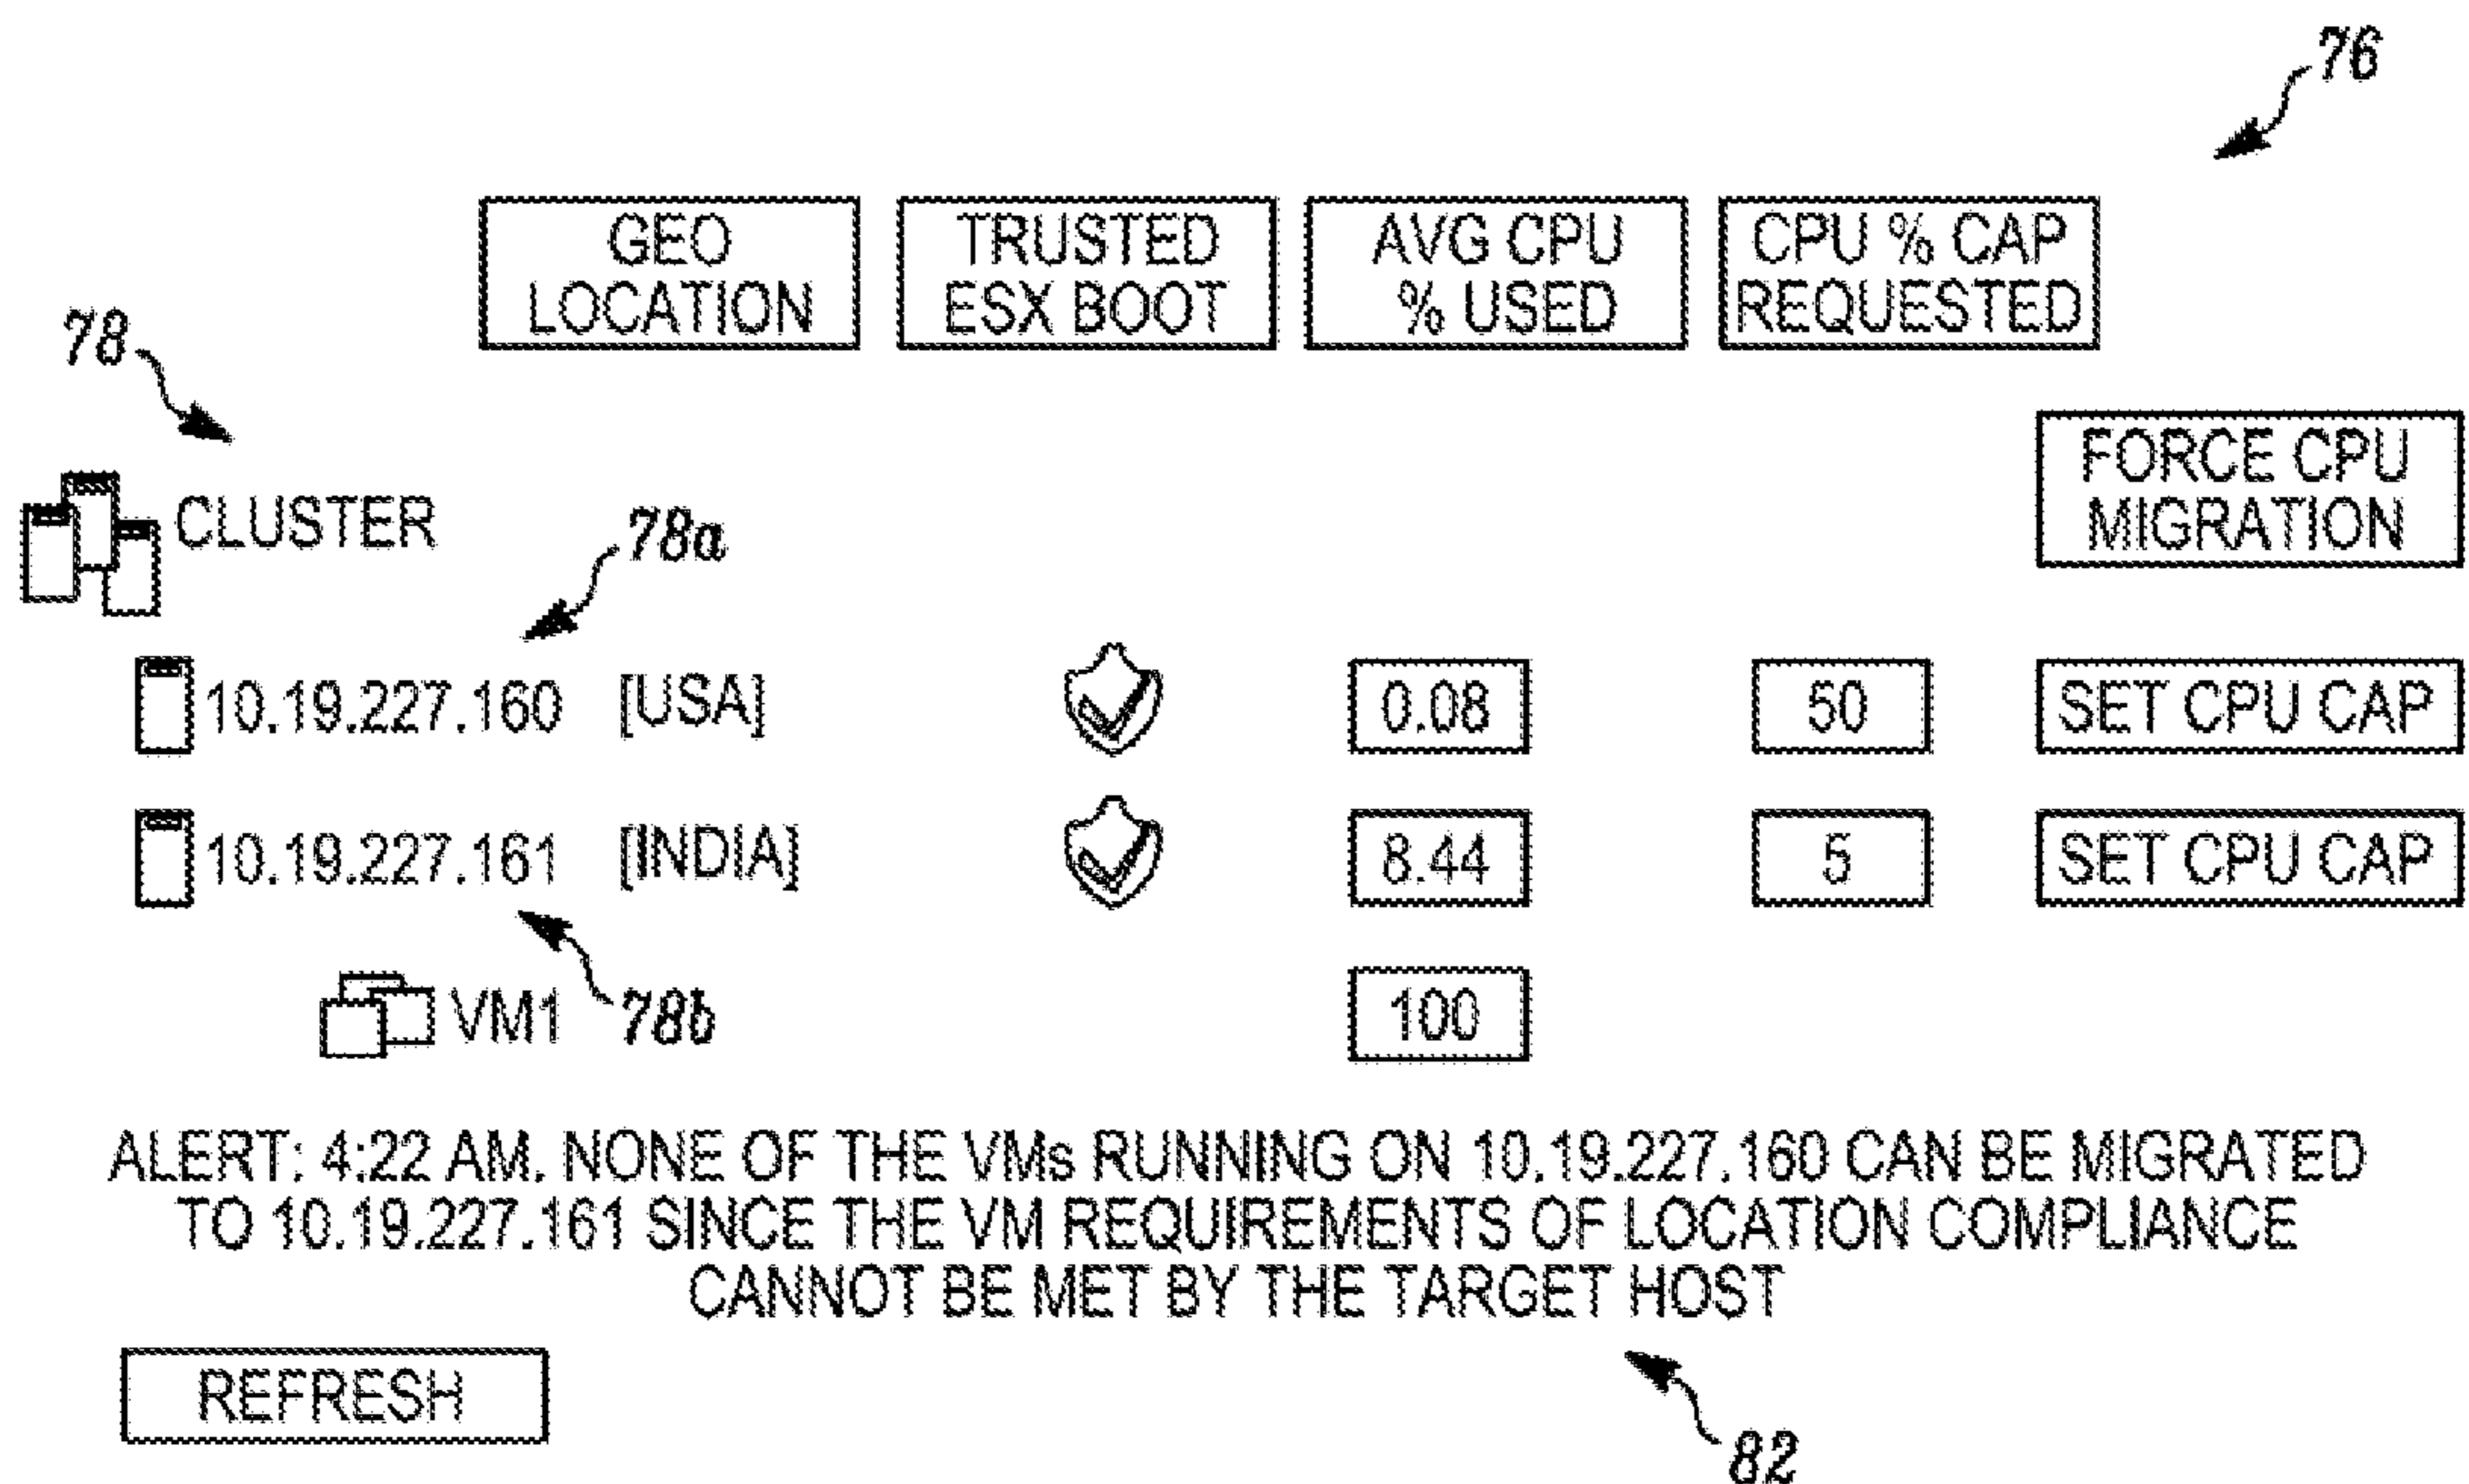 76
GEO LOCATION
TRUSTED ESX BOOT
AVG CPU % USED
CPU % CAP REQUESTED
78
FORCE CPU MIGRATION
CLUSTER
78a
10.19.227.160 [USA] 0.08 50 SET CPU CAP
10.19.227.161 [INDIA] 8.44 5 SET CPU CAP
VM1 78b 100
ALERT: 4:22 AM. NONE OF THE VMs RUNNING ON 10.19.227.160 CAN BE MIGRATED
TO 10.19.227.161 SINCE THE VM REQUIREMENTS OF LOCATION COMPLIANCE
CANNOT BE MET BY THE TARGET HOST
REFRESH
82